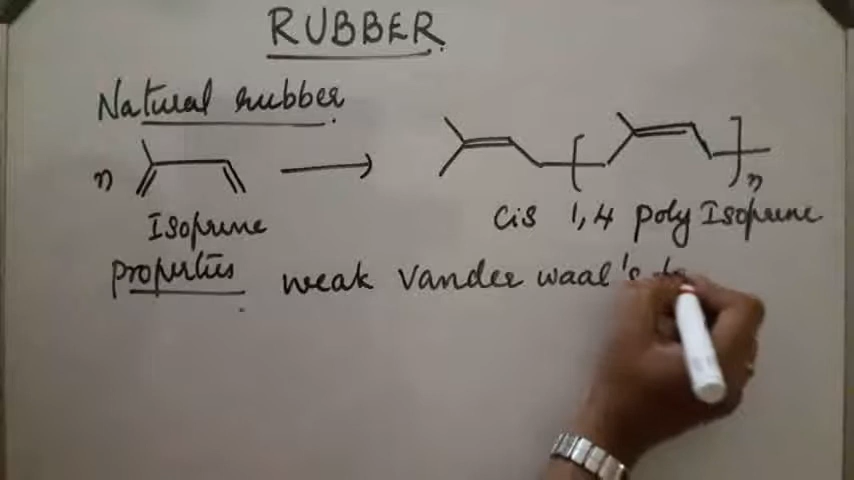 RUBBER.
Natural rubber
n
n
Isoprene
cis 1,4 poly Isoprene
properties weak Vander waal's